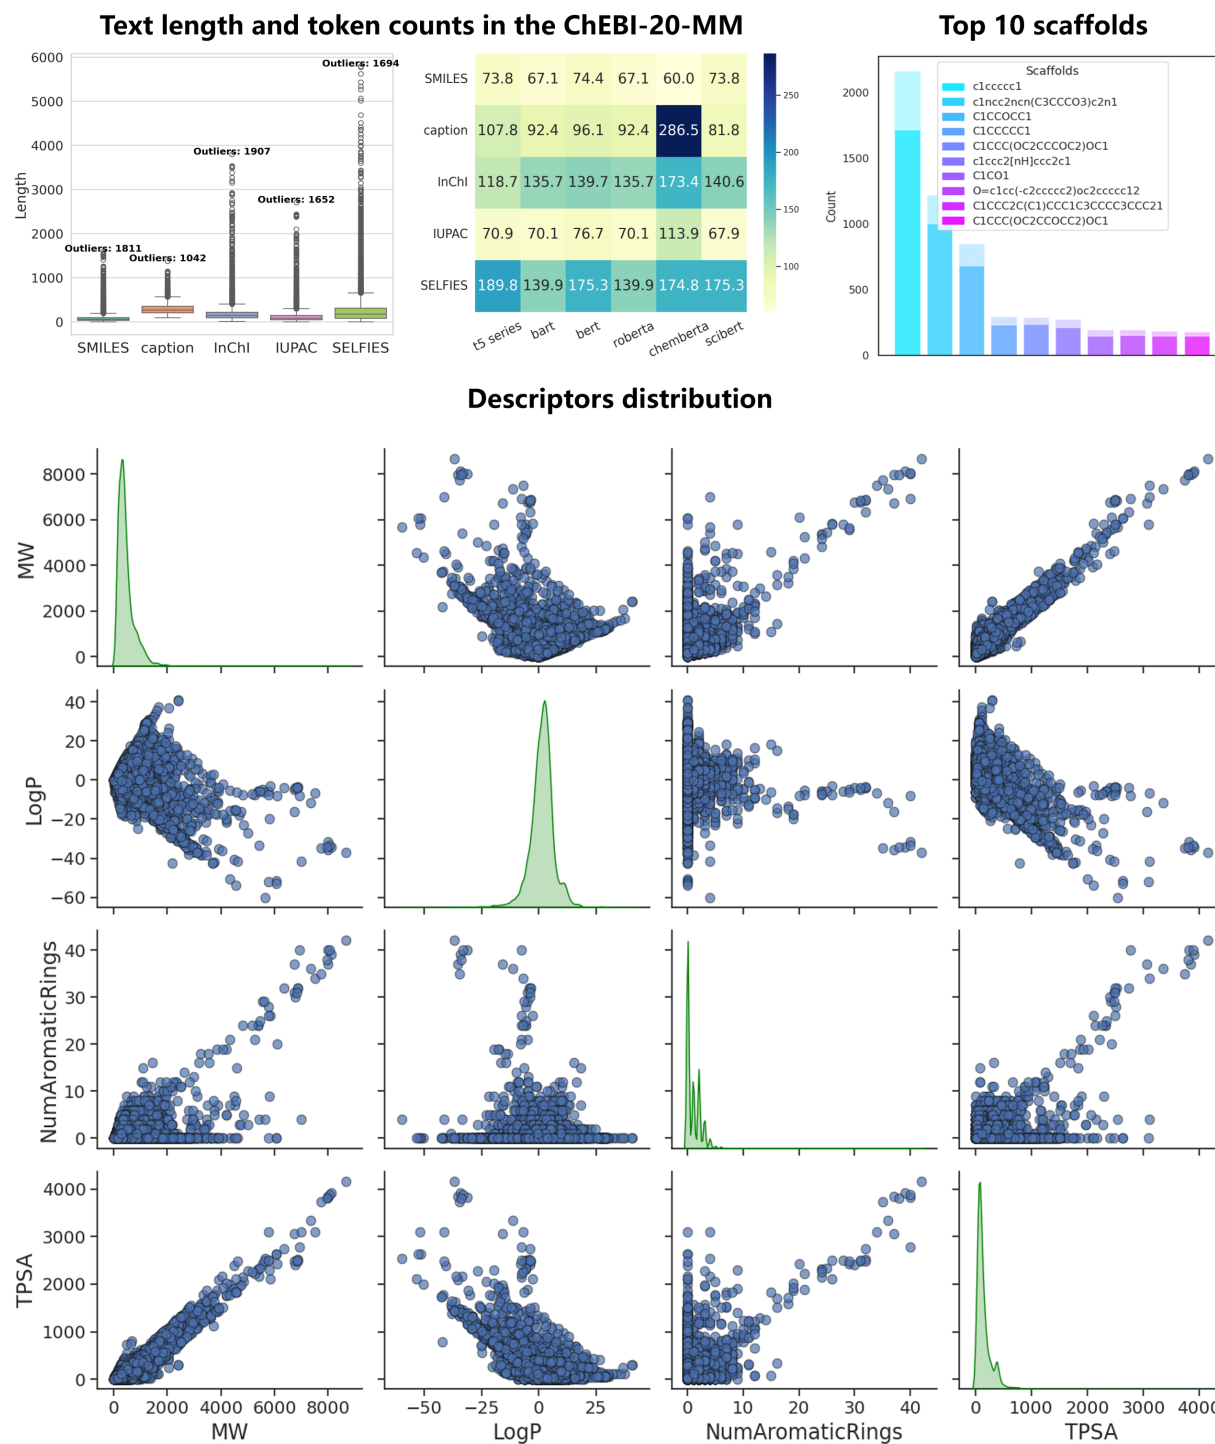 Text length and token counts in the ChEBI-20-MM
Top 10 scaffolds
Length
6000
5000
4000
3000
2000
1000
0
Outliers: 1811
Outliers: 1042
Outliers: 1907
Outliers: 1652
Outliers: 1694
SMILES caption InChI IUPAC SELFIES
SMILES 73.8 67.1 74.4 67.1 60.0 73.8
caption 107.8 92.4 96.1 92.4 286.5 81.8
InChI 118.7 135.7 139.7 135.7 173.4 140.6
IUPAC 70.9 70.1 76.7 70.1 113.9 67.9
SELFIES 189.8 139.9 175.3 139.9 174.8 175.3
t5 series bart bert roberta chemberta scibert
250
200
150
100
Count
2000
1500
1000
500
0
Scaffolds
c1ccccc1
c1ncc2ncn(C3CCCO3)c2n1
C1CCOCC1
C1CCCCC1
C1CCC(OC2CCCOC2)OC1
c1ccc2[nH]ccc2c1
C1CO1
O=c1cc(-c2ccccc2)oc2ccccc12
C1CCC2C(C1)CCC1C3CCCC3CCC21
C1CCC(OC2CCOCC2)OC1
Descriptors distribution
MW
8000
6000
4000
2000
0
LogP
40
20
0
−20
−40
−60
NumAromaticRings
40
30
20
10
0
TPSA
4000
3000
2000
1000
0
0 2000 4000 6000 8000
−50 −25 0 25
0 10 20 30 40
0 1000 2000 3000 4000
MW LogP NumAromaticRings TPSA